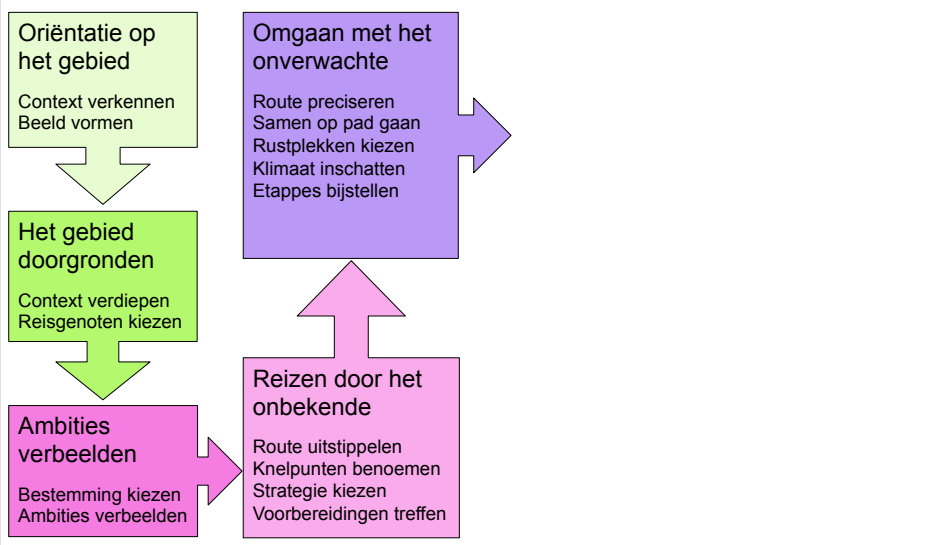 Oriëntatie op
het gebied
Context verkennen
Beeld vormen
Het gebied
doorgronden
Context verdiepen
Reisgenoten kiezen
Ambities
verbeelden
Bestemming kiezen
Ambities verbeelden
Reizen door het
onbekende
Route uitstippelen
Knelpunten benoemen
Strategie kiezen
Voorbereidingen treffen
Omgaan met het
onverwachte
Route preciseren
Samen op pad gaan
Rustplekken kiezen
Klimaat inschatten
Etappes bijstellen